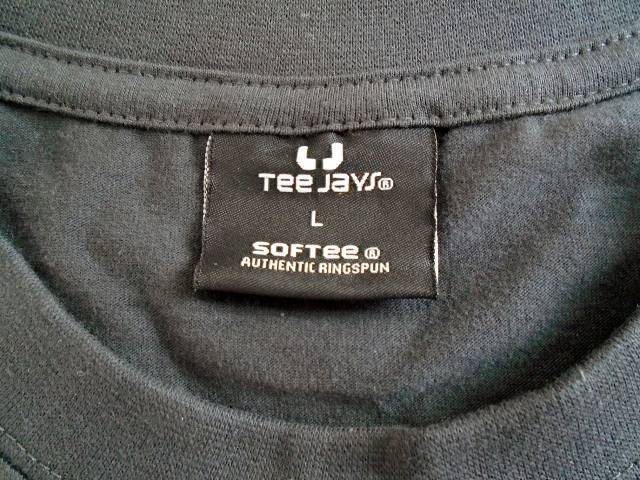 Tee Jays®
L
SOFTee ®
AUTHENTIC RINGSPUN